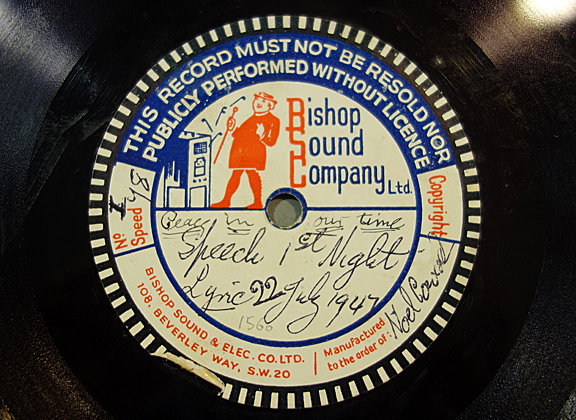 THIS RECORD MUST NOT BE RESOLD NOR
PUBLICLY PERFORMED WITHOUT LICENCE
Bishop
Sound
Company Ltd.
Nº I
Speed 78
Copyright
Peace in our time
Speech 1st Night
Lyric 22 July 1947
1560
BISHOP SOUND & ELEC. CO. LTD.
108, BEVERLEY WAY, S.W. 20
Manufactured
to the order of: Noel Coward